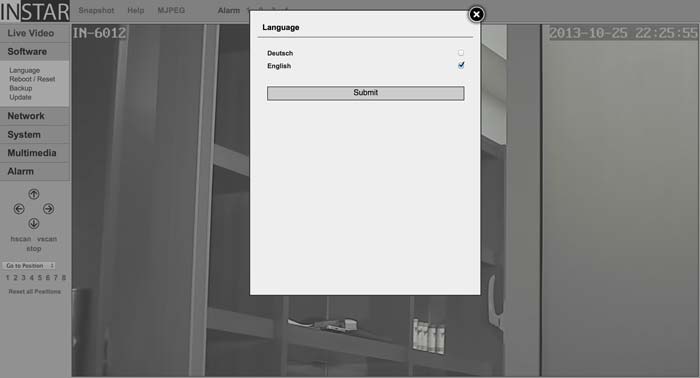 INSTAR Snapshot Help MJPEG Alarm
IN-6012
2013-10-25 22:25:55
Live Video
Software
Language
Reboot / Reset
Backup
Update
Network
System
Multimedia
Alarm
hscan vscan
stop
Go to Position
1 2 3 4 5 6 7 8
Reset all Positions
Language
Deutsch
English
Submit